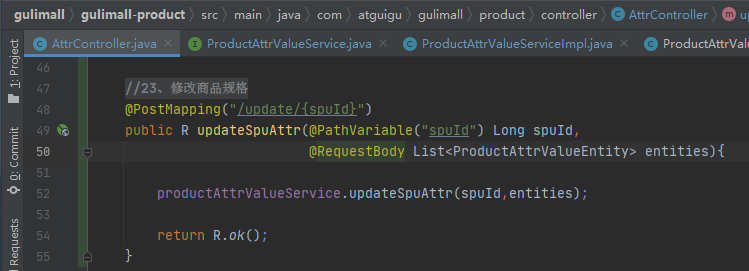 gulimall > gulimall-product > src > main > java > com > atguigu > gulimall > product > controller > AttrController > m up
AttrController.java × ProductAttrValueService.java × ProductAttrValueServiceImpl.java × ProductAttrVa
1: Project
0: Commit
Requests
46
47 //23、修改商品规格
48 @PostMapping("/update/{spuId}")
49 public R updateSpuAttr(@PathVariable("spuId") Long spuId,
50 @RequestBody List<ProductAttrValueEntity> entities){
51
52 productAttrValueService.updateSpuAttr(spuId,entities);
53
54 return R.ok();
55 }